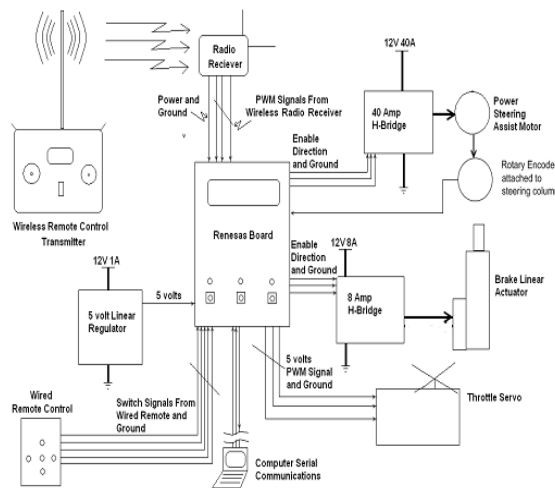 Radio
Reciever
12V 40A
Power and
Ground
PWM Signals From
Wireless Radio Receiver
40 Amp
H-Bridge
Power
Steering
Assist Motor
Enable
Direction and
Ground
Rotary Encode
attached to
steering colum
Wireless Remote Control
Transmitter
Renesas Board
12V 1A
5 volts
5 volt Linear
Regulator
Enable
Direction
and Ground
12V 8A
8 Amp
H-Bridge
Brake Linear
Actuator
5 volts
PWM Signal
and Ground
Throttle Servo
Wired
Remote Control
Switch Signals From
Wired Remote and
Ground
Computer Serial
Communications